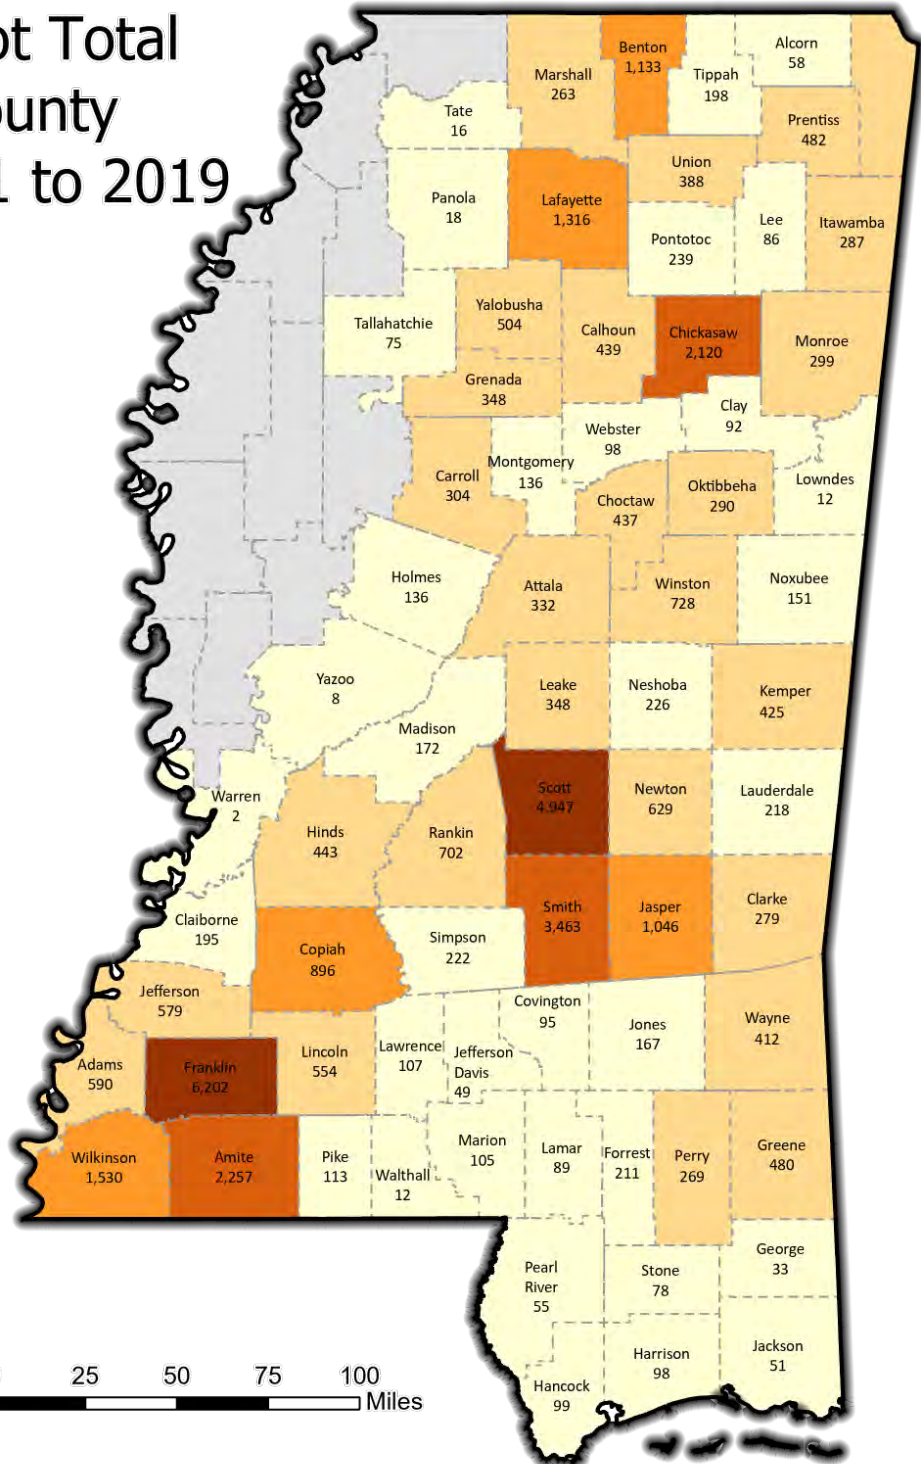 ot Total
ounty
1 to 2019
Benton
1,133
Alcorn
58
Marshall
263
Tippah
198
Tate
16
Prentiss
482
Union
388
Panola
18
Lafayette
1,316
Lee
86
Itawamba
287
Pontotoc
239
Yalobusha
504
Tallahatchie
75
Calhoun
439
Chickasaw
2,120
Monroe
299
Grenada
348
Clay
92
Webster
98
Montgomery
136
Carroll
304
Choctaw
437
Oktibbeha
290
Lowndes
12
Holmes
136
Attala
332
Winston
728
Noxubee
151
Yazoo
8
Leake
348
Neshoba
226
Kemper
425
Madison
172
Warren
2
Scott
4,947
Newton
629
Lauderdale
218
Hinds
443
Rankin
702
Claiborne
195
Smith
3,463
Jasper
1,046
Clarke
279
Copiah
896
Simpson
222
Jefferson
579
Covington
95
Jones
167
Wayne
412
Adams
590
Franklin
6,202
Lincoln
554
Lawrence
107
Jefferson
Davis
49
Wilkinson
1,530
Amite
2,257
Pike
113
Walthall
12
Marion
105
Lamar
89
Forrest
211
Perry
269
Greene
480
George
33
Pearl
River
55
Stone
78
Harrison
98
Jackson
51
Hancock
99
25 50 75 100
Miles